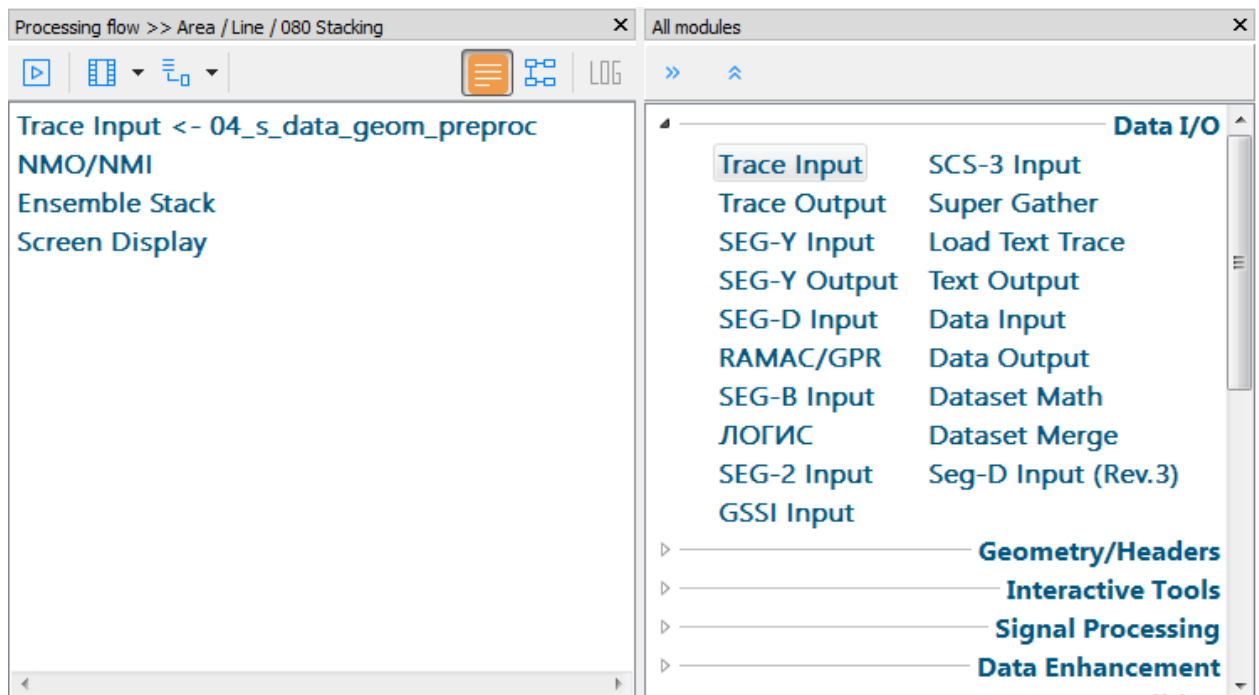 Processing flow >> Area / Line / 080 Stacking
LOG
Trace Input <- 04_s_data_geom_preproc
NMO/NMI
Ensemble Stack
Screen Display
All modules
Data I/O
Trace Input SCS-3 Input
Trace Output Super Gather
SEG-Y Input Load Text Trace
SEG-Y Output Text Output
SEG-D Input Data Input
RAMAC/GPR Data Output
SEG-B Input Dataset Math
ЛОГИС Dataset Merge
SEG-2 Input Seg-D Input (Rev.3)
GSSI Input
Geometry/Headers
Interactive Tools
Signal Processing
Data Enhancement